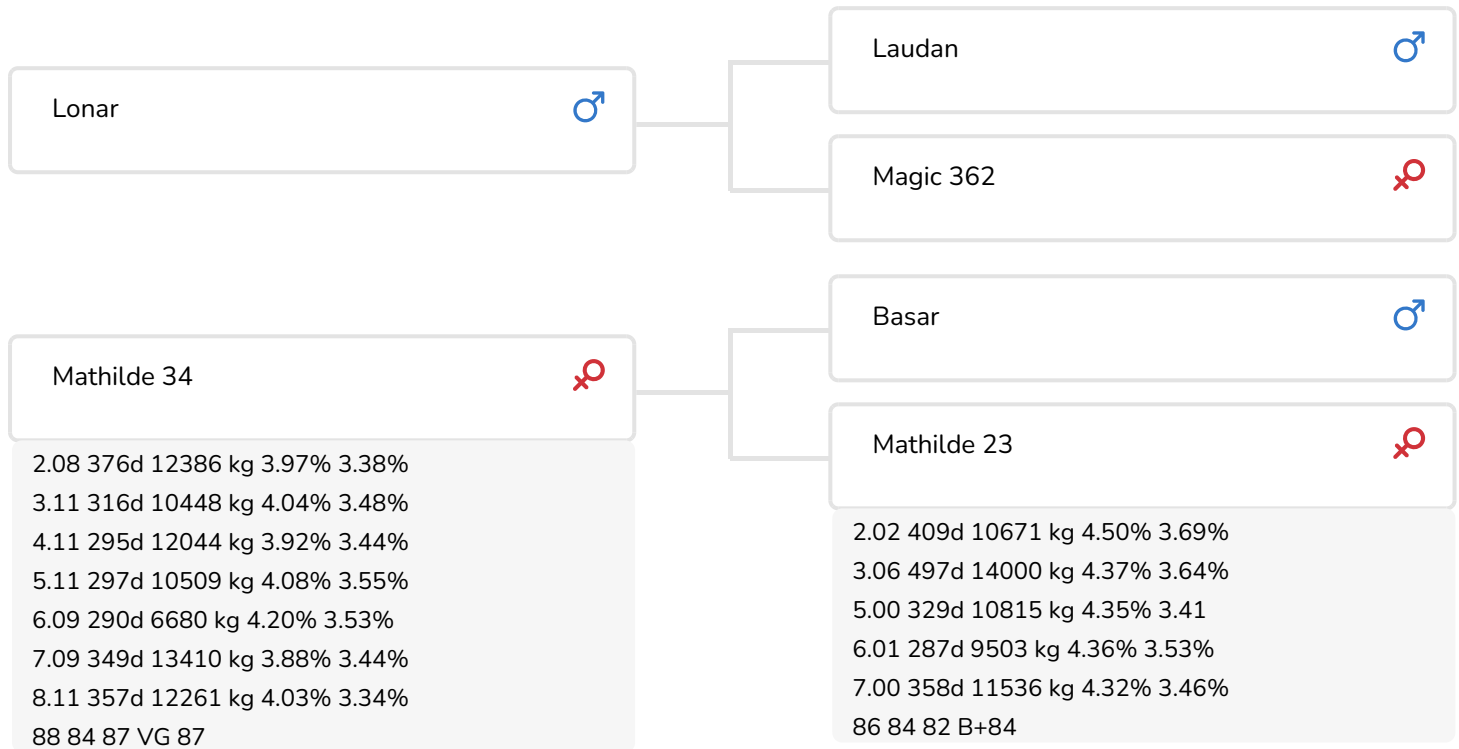 Lonar
Laudan
Magic 362
Mathilde 34
2.08 376d 12386 kg 3.97% 3.38%
3.11 316d 10448 kg 4.04% 3.48%
4.11 295d 12044 kg 3.92% 3.44%
5.11 297d 10509 kg 4.08% 3.55%
6.09 290d 6680 kg 4.20% 3.53%
7.09 349d 13410 kg 3.88% 3.44%
8.11 357d 12261 kg 4.03% 3.34%
88 84 87 VG 87
Basar
Mathilde 23
2.02 409d 10671 kg 4.50% 3.69%
3.06 497d 14000 kg 4.37% 3.64%
5.00 329d 10815 kg 4.35% 3.41
6.01 287d 9503 kg 4.36% 3.53%
7.00 358d 11536 kg 4.32% 3.46%
86 84 82 B+84